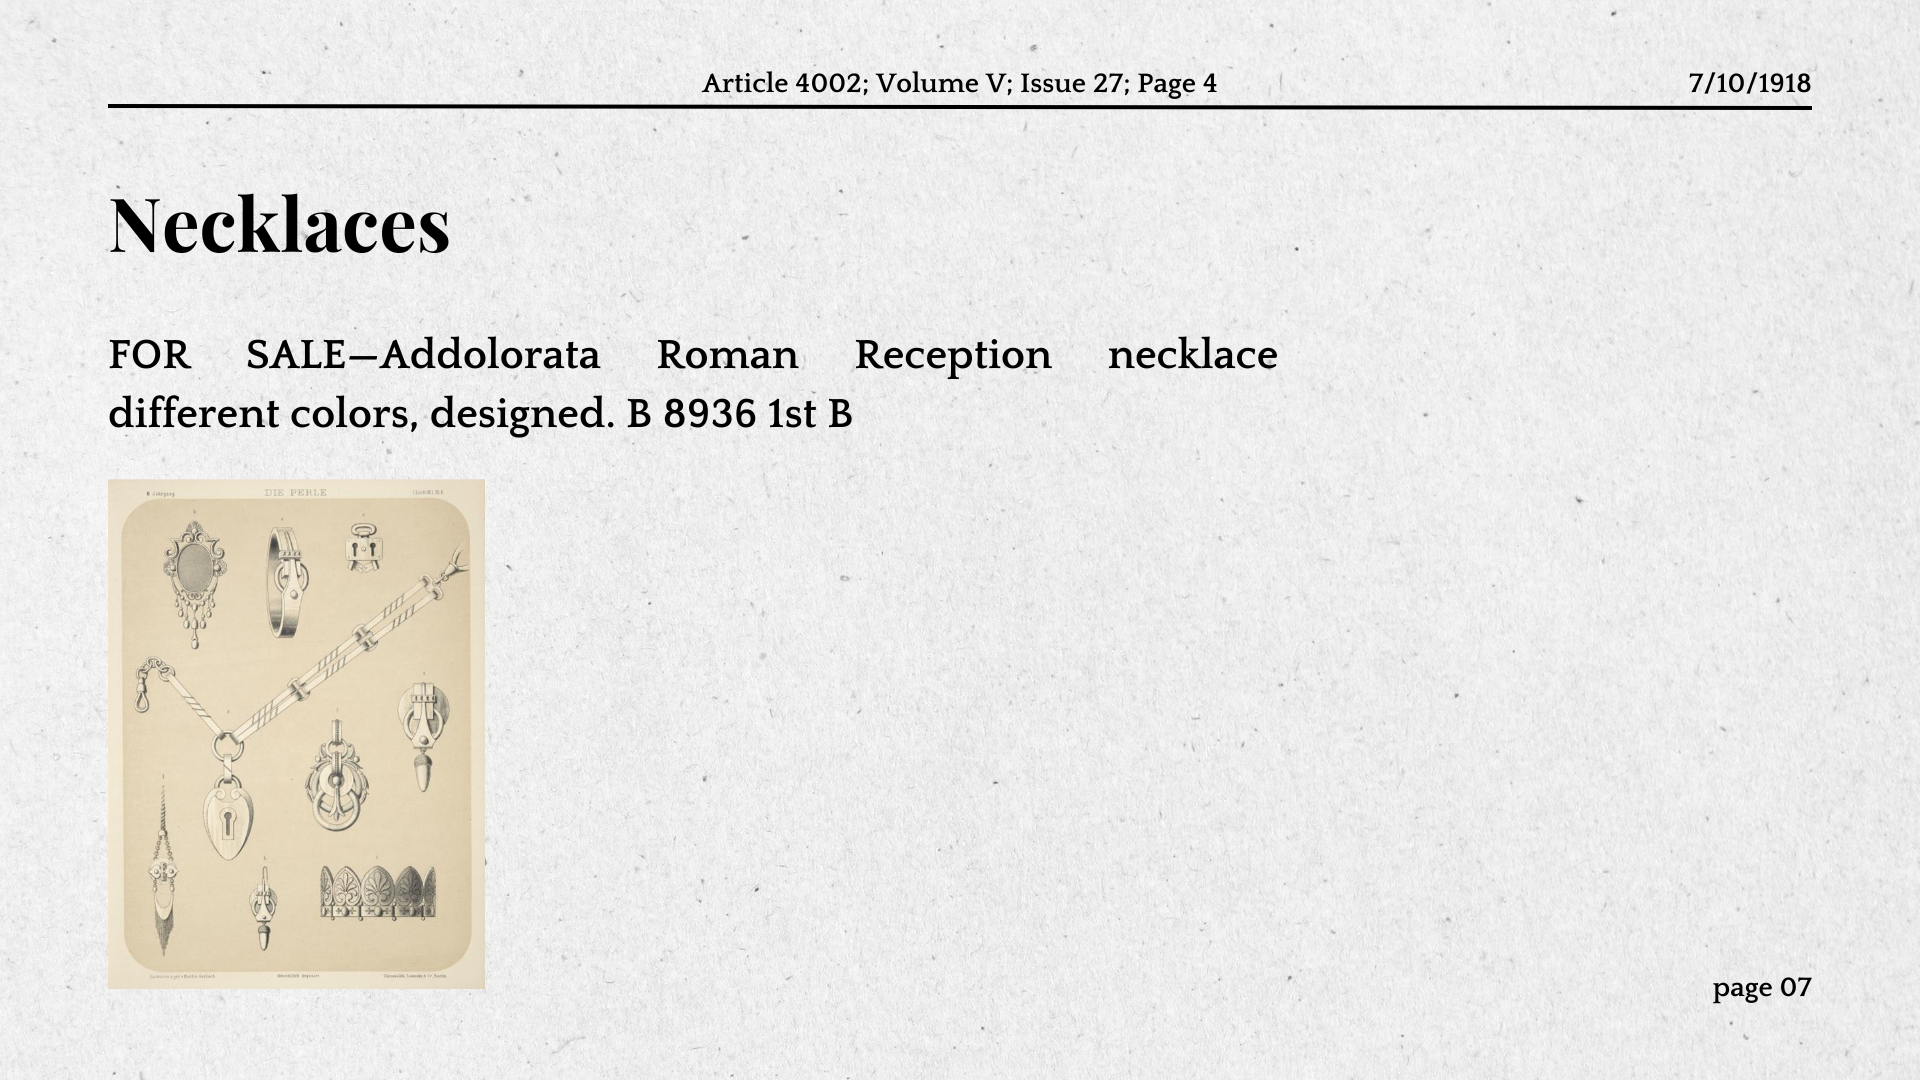 Article 4002; Volume V; Issue 27; Page 4
7/10/1918
Necklaces
FOR SALE—Addolorata Roman Reception necklace
different colors, designed. B 8936 1st B
DIE PERLE
page 07